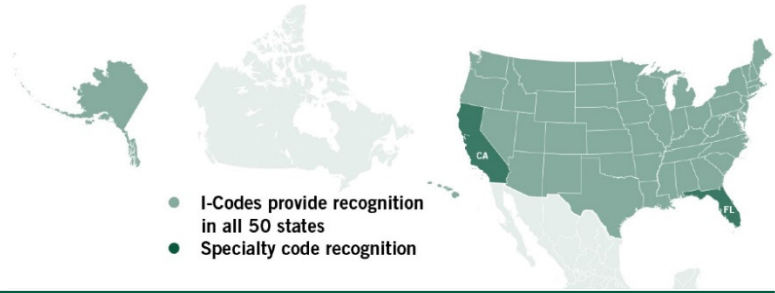 CA
FL
I-Codes provide recognition
in all 50 states
Specialty code recognition